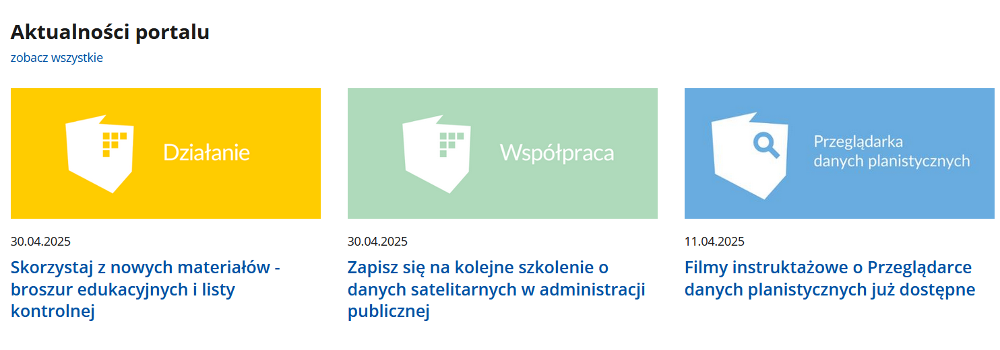 Aktualności portalu
zobacz wszystkie
Działanie
30.04.2025
Skorzystaj z nowych materiałów -
broszur edukacyjnych i listy
kontrolnej
Współpraca
30.04.2025
Zapisz się na kolejne szkolenie o
danych satelitarnych w administracji
publicznej
Przeglądarka
danych planistycznych
11.04.2025
Filmy instruktażowe o Przeglądarce
danych planistycznych już dostępne